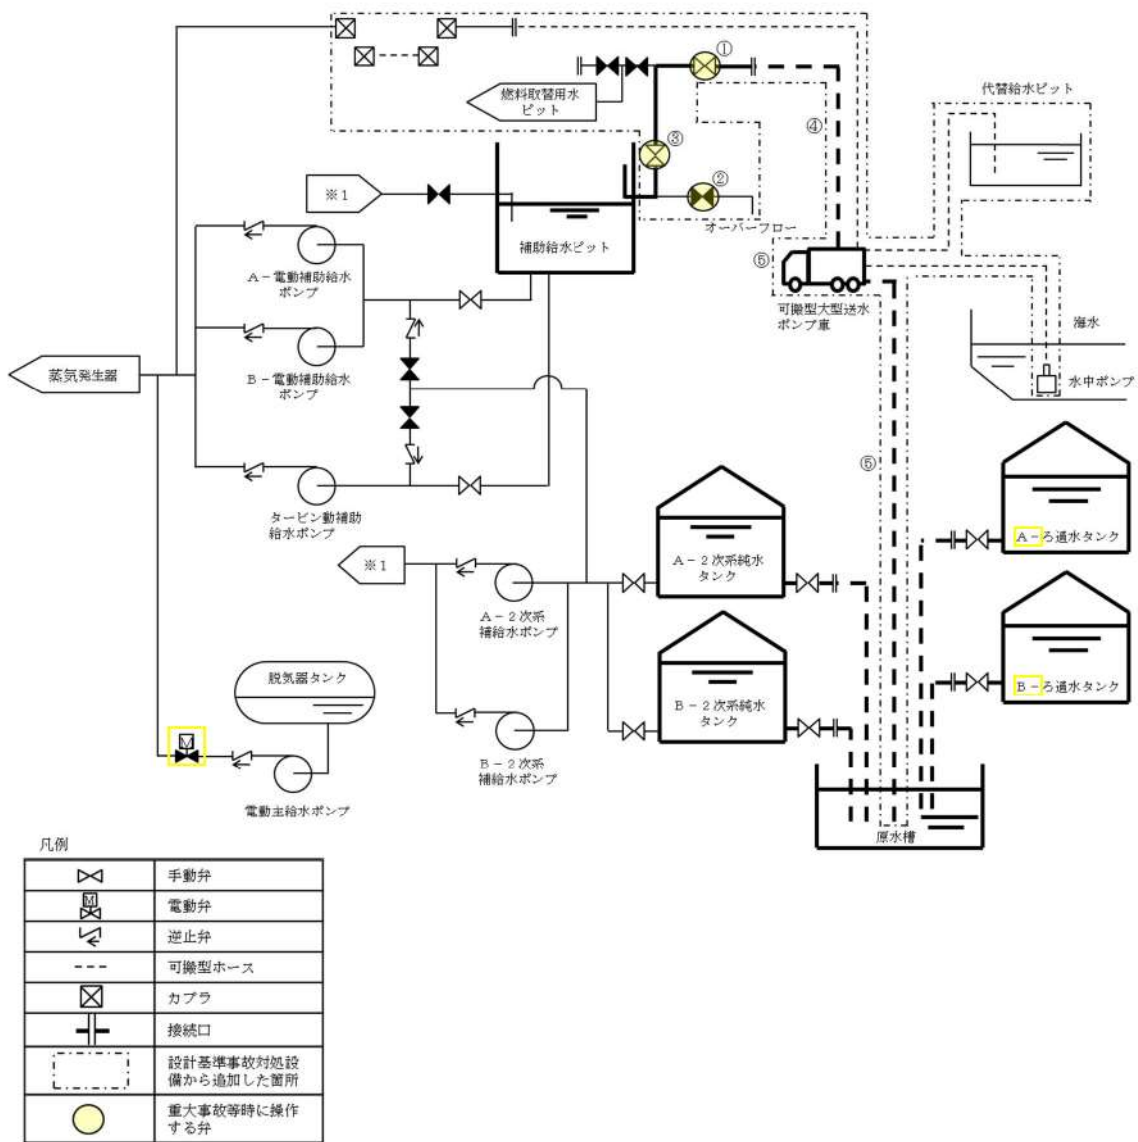 ①
代替給水ピット
燃料取替用水
ピット
④
③
②
※1
オーバーフロー
補助給水ピット
⑤
A-電動補助給水
ポンプ
可搬型大型送水
ポンプ車
海水
蒸気発生器
B-電動補助給水
ポンプ
水中ポンプ
⑤
タービン動補助
給水ポンプ
A-ろ過水タンク
※1
A-2次系純水
タンク
A-2次系
補給水ポンプ
脱気器タンク
B-2次系純水
タンク
B-ろ過水タンク
M
B-2次系
補給水ポンプ
電動主給水ポンプ
原水槽
凡例
手動弁
M
電動弁
逆止弁
可搬型ホース
カプラ
接続口
設計基準事故対処設
備から追加した箇所
重大事故等時に操作
する弁